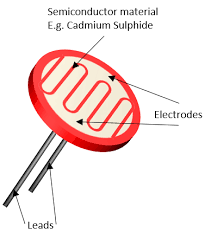 Semiconductor material
E.g. Cadmium Sulphide
Electrodes
Leads